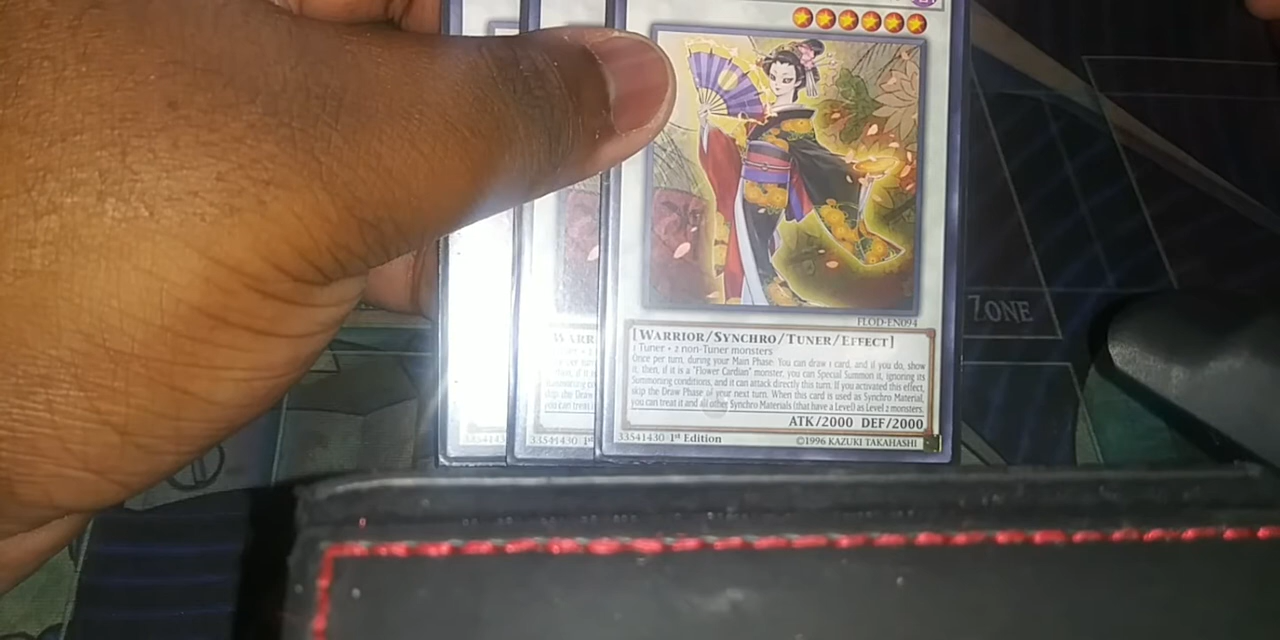 FLOD-EN094
[WARRIOR/SYNCHRO/TUNER/EFFECT]
1 Tuner + 2 non-Tuner monsters
Once per turn, during your Main Phase: You can draw 1 card, and if you do, show
it, then, if it is a "Flower Cardian" monster, you can Special Summon it, ignoring its
Summoning conditions, and it can attack directly this turn. If you activated this effect,
skip the Draw Phase of your next turn. When this card is used as Synchro Material,
you can treat it and all other Synchro Materials (that have a Level) as Level 2 monsters.
ATK/2000 DEF/2000
33541430 1st Edition
©1996 KAZUKI TAKAHASHI
33541430 1s
3354143
ZONE